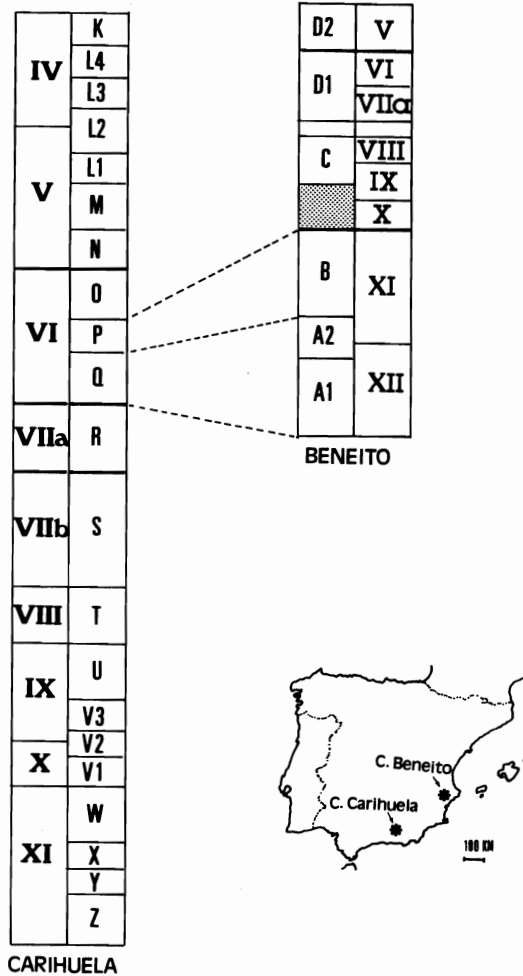 IV
K
L4
L3
L2
V
L1
M
N
VI
O
P
Q
VIIa
R
VIIb
S
VIII
T
IX
U
V3
X
V2
V1
XI
W
X
Y
Z
CARIHUELA
D2
V
D1
VI
VIIa
C
VIII
IX
X
B
XI
A2
A1
XII
BENEITO
C. Beneito
C. Carihuela
100 KM